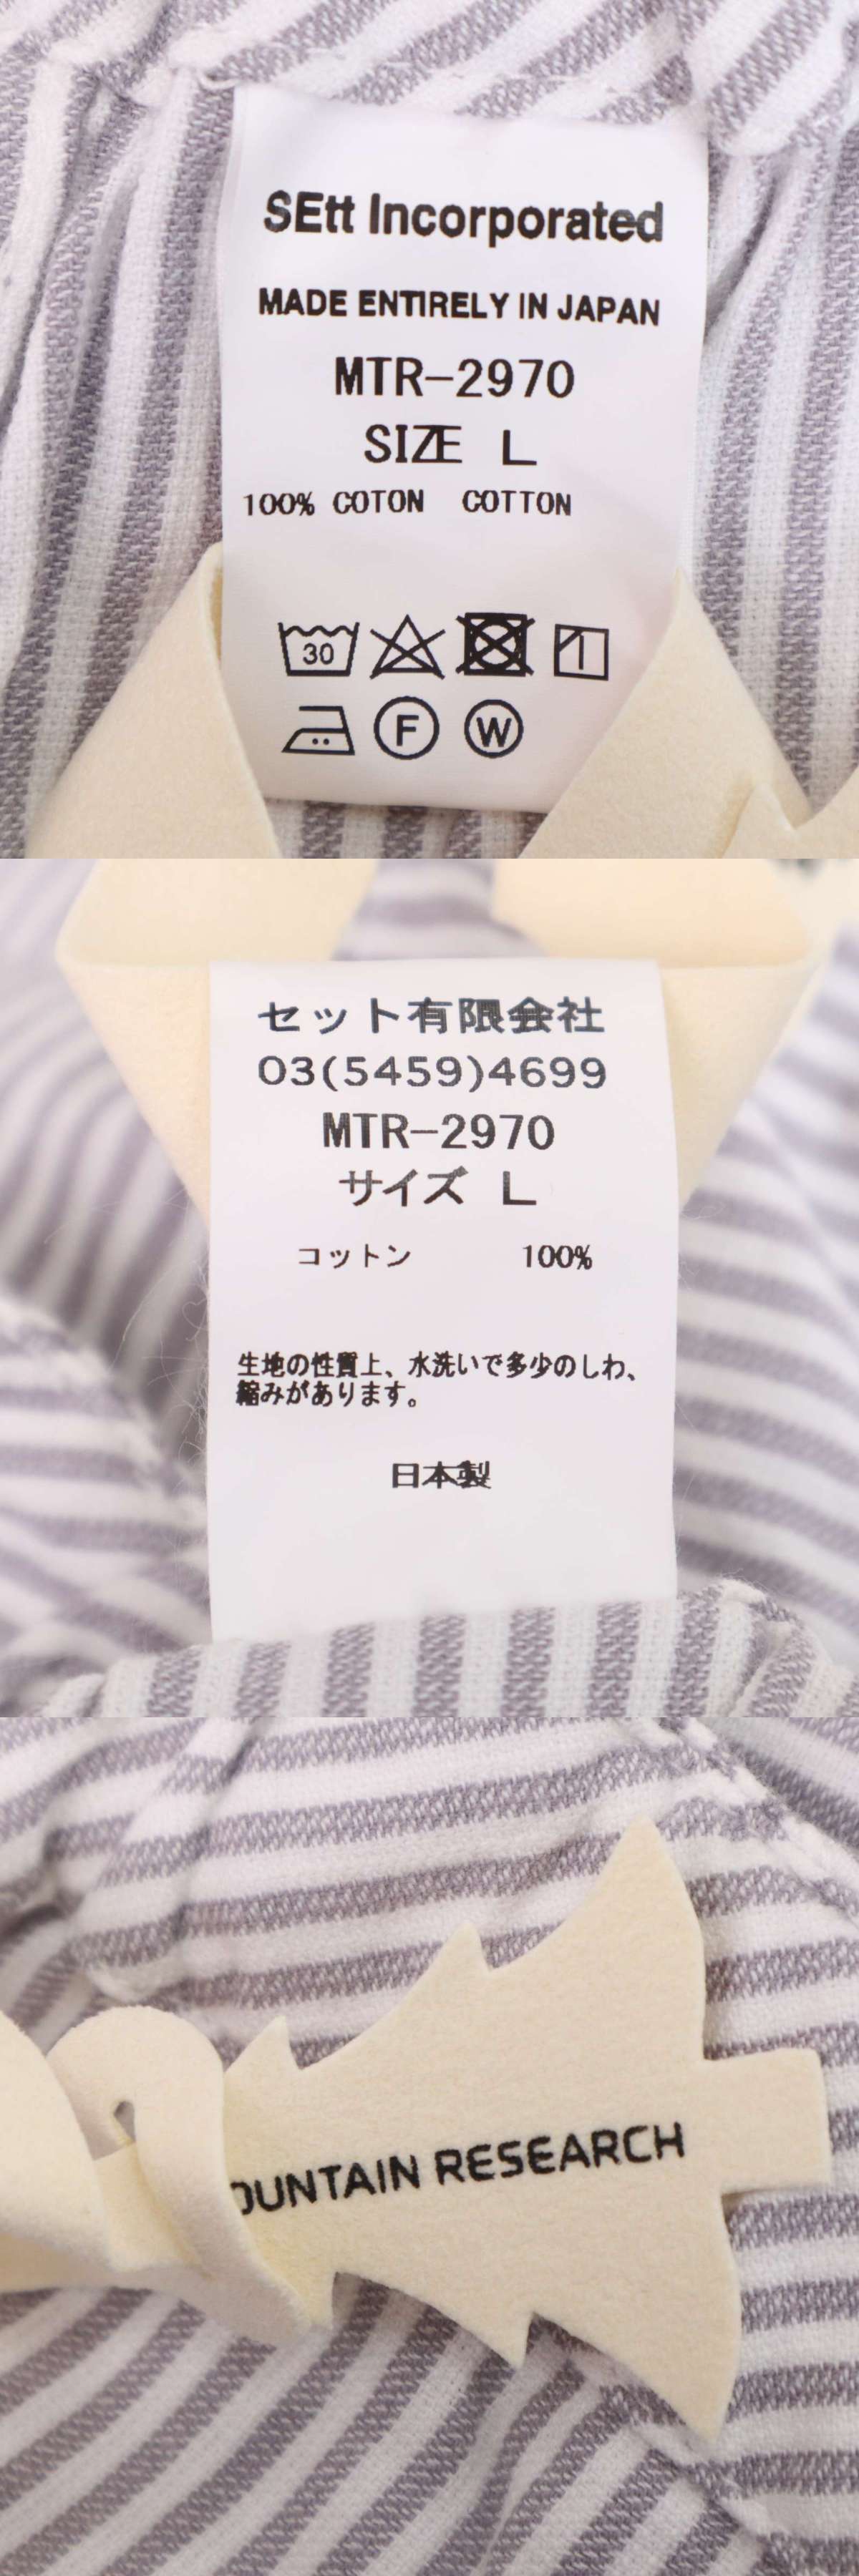 SEtt Incorporated
MADE ENTIRELY IN JAPAN
MTR-2970
SIZE L
100% COTON COTTON
30
F W
セット有限会社
03(5459)4699
MTR-2970
サイズ L
コットン 100%
生地の性質上、水洗いで多少のしわ、
縮みがあります。
日本製
OUNTAIN RESEARCH